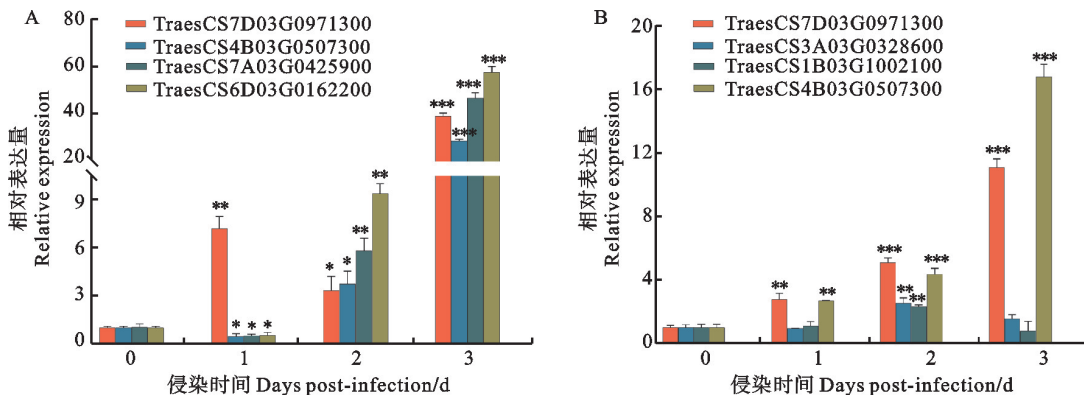 A
80
60
40
20
9
6
3
0
相对表达量
Relative expression
TraesCS7D03G0971300
TraesCS4B03G0507300
TraesCS7A03G0425900
TraesCS6D03G0162200
** * * *
* * ** **
*** *** *** ***
0 1 2 3
侵染时间 Days post-infection/d
B
20
16
12
8
4
0
相对表达量
Relative expression
TraesCS7D03G0971300
TraesCS3A03G0328600
TraesCS1B03G1002100
TraesCS4B03G0507300
** **
*** ** ** ***
*** ***
0 1 2 3
侵染时间 Days post-infection/d